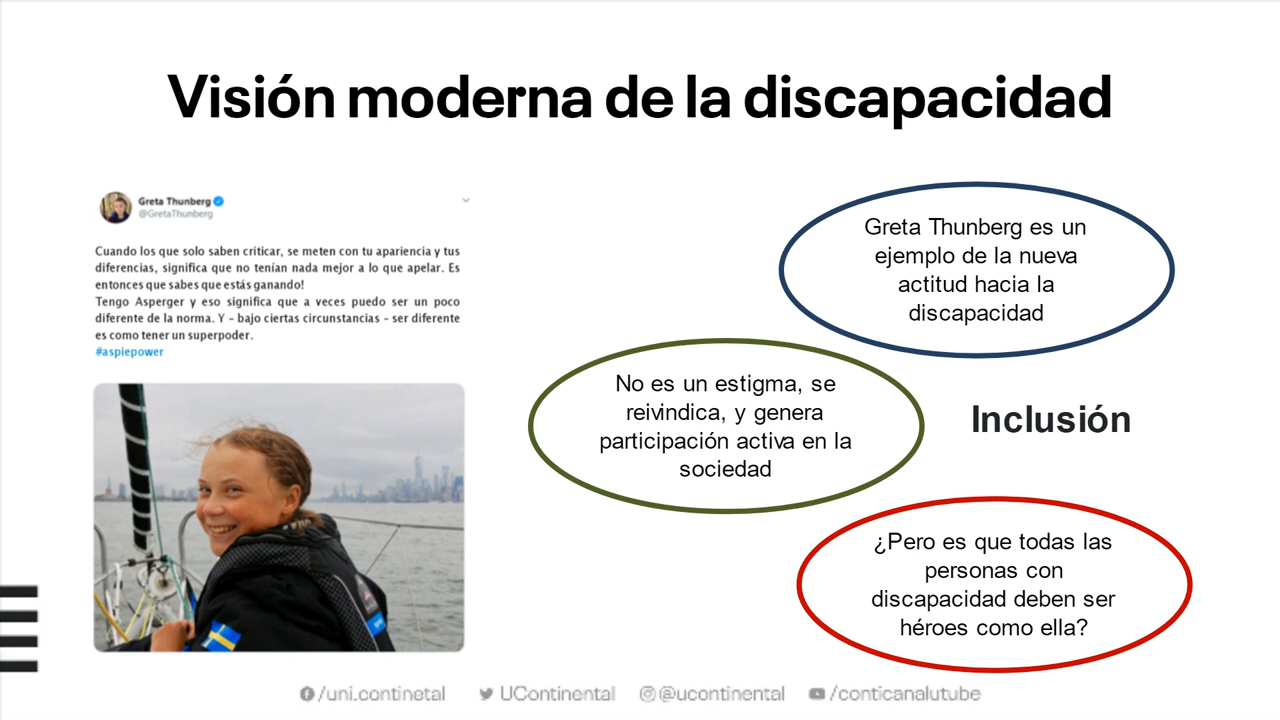 Visión moderna de la discapacidad
Greta Thunberg
@GretaThunberg
Cuando los que solo saben criticar, se meten con tu apariencia y tus
diferencias, significa que no tenían nada mejor a lo que apelar. Es
entonces que sabes que estás ganando!
Tengo Asperger y eso significa que a veces puedo ser un poco
diferente de la norma. Y – bajo ciertas circunstancias – ser diferente
es como tener un superpoder.
#aspiepower
Greta Thunberg es un
ejemplo de la nueva
actitud hacia la
discapacidad
No es un estigma, se
reivindica, y genera
participación activa en la
sociedad
Inclusión
¿Pero es que todas las
personas con
discapacidad deben ser
héroes como ella?
/uni.continetal UContinental @ucontinental /conticanalutube